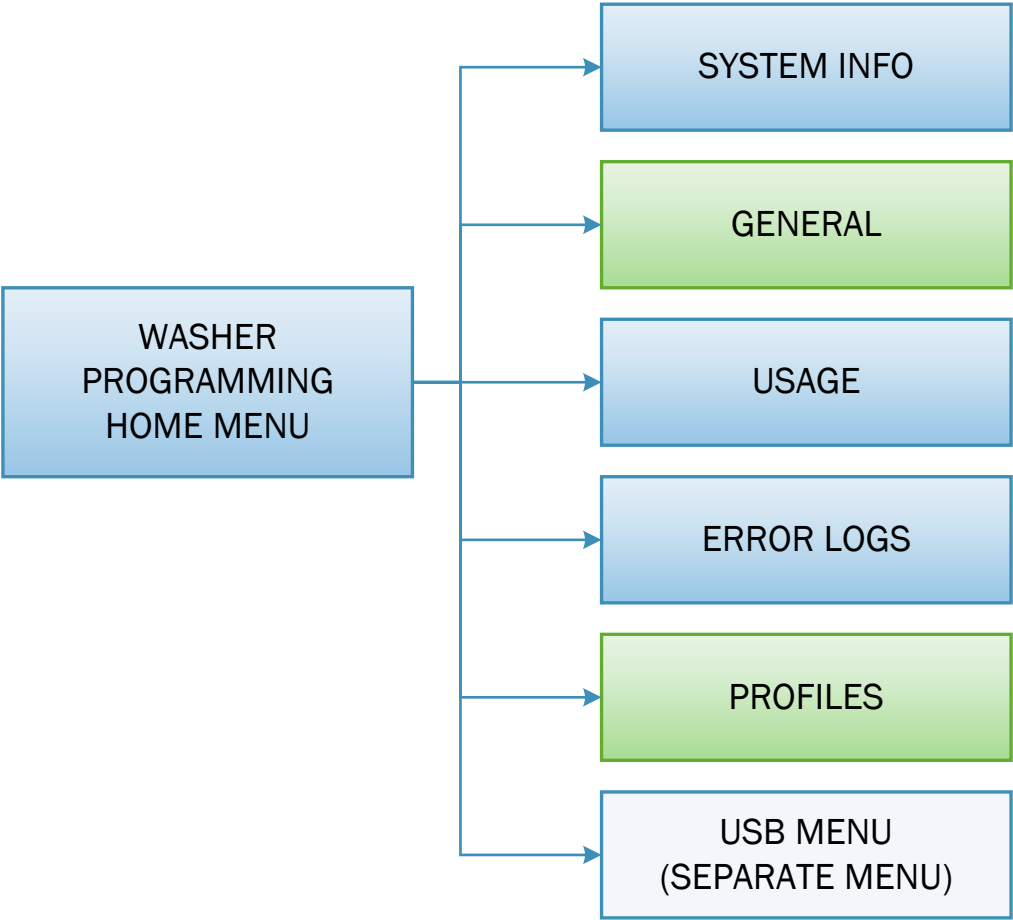 SYSTEM INFO
GENERAL
WASHER
PROGRAMMING
HOME MENU
USAGE
ERROR LOGS
PROFILES
USB MENU
(SEPARATE MENU)